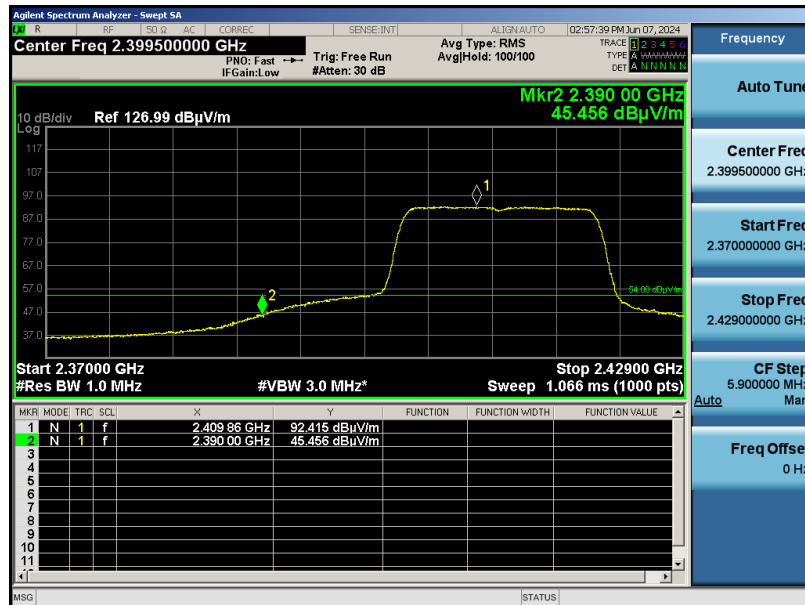 Agilent Spectrum Analyzer - Swept SA
LXI R RF 50 Ω AC CORREC SENSE:INT ALIGN AUTO 02:57:39 PM Jun 07, 2024
Center Freq 2.399500000 GHz
PNO: Fast
IFGain:Low
Trig: Free Run
#Atten: 30 dB
Avg Type: RMS
Avg|Hold: 100/100
TRACE 1 2 3 4 5 6
TYPE A WWWWW
DET A N N N N N
Mkr2 2.390 00 GHz
45.456 dBµV/m
10 dB/div
Log
Ref 126.99 dBµV/m
117
107
97.0
87.0
77.0
67.0
57.0
47.0
37.0
1
2
54.00 dBµV/m
Start 2.37000 GHz
Stop 2.42900 GHz
#Res BW 1.0 MHz
#VBW 3.0 MHz*
Sweep 1.066 ms (1000 pts)
MKR MODE TRC SCL X Y FUNCTION FUNCTION WIDTH FUNCTION VALUE
1 N 1 f 2.409 86 GHz 92.415 dBµV/m
2 N 1 f 2.390 00 GHz 45.456 dBµV/m
3
4
5
6
7
8
9
10
11
MSG
STATUS
Frequency
Auto Tune
Center Freq
2.399500000 GHz
Start Freq
2.370000000 GHz
Stop Freq
2.429000000 GHz
CF Step
5.900000 MHz
Auto Man
Freq Offset
0 Hz